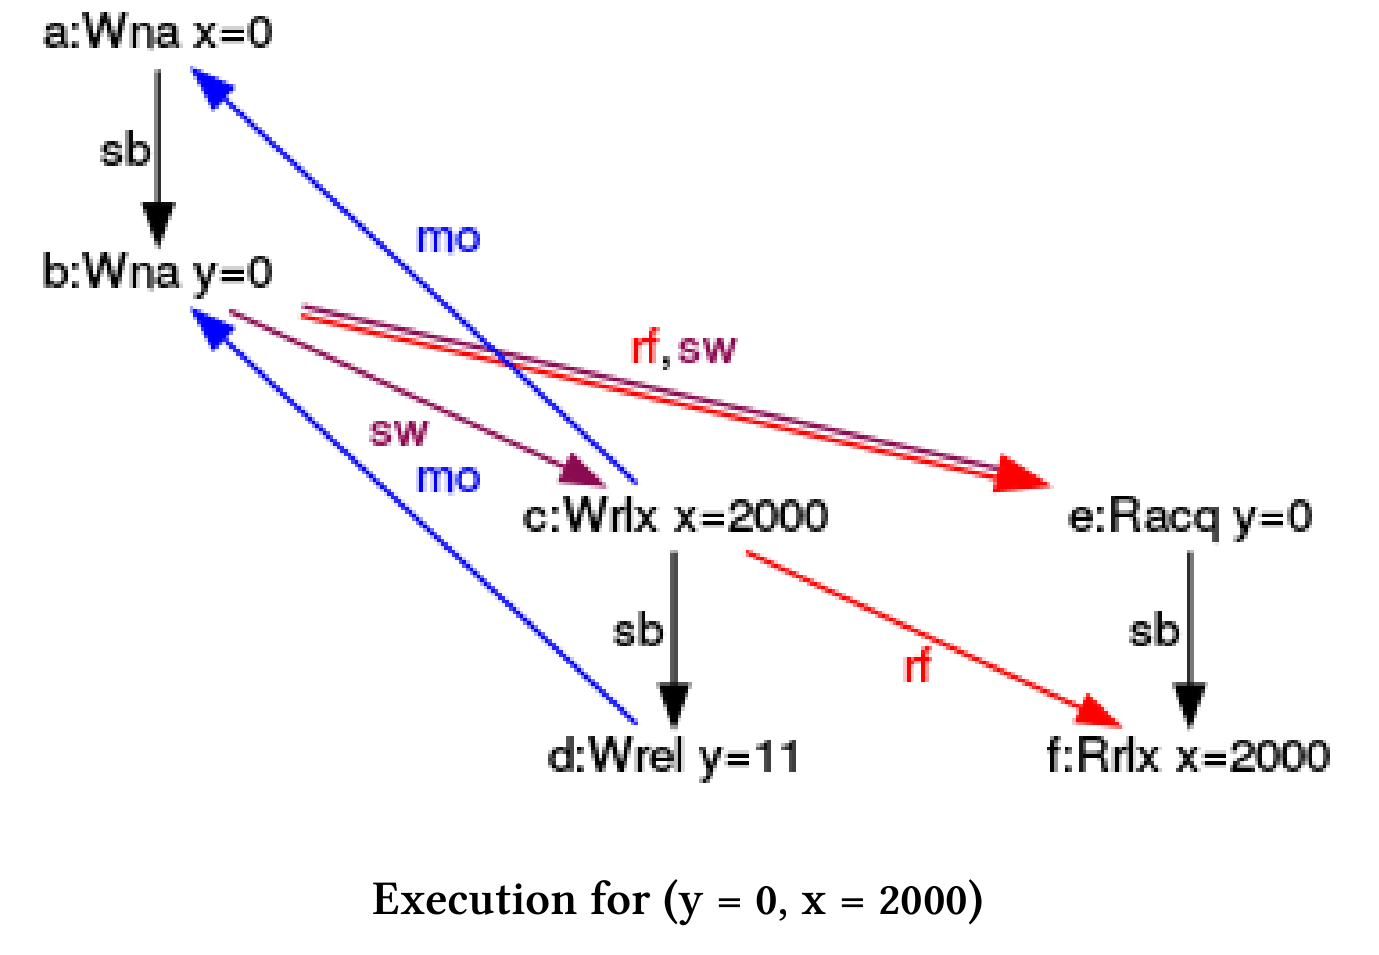 a:Wna x=0
sb
mo
b:Wna y=0
rf,sw
sw
mo
c:Wrlx x=2000
e:Racq y=0
sb
sb
rf
d:Wrel y=11
f:Rrlx x=2000
Execution for (y = 0, x = 2000)